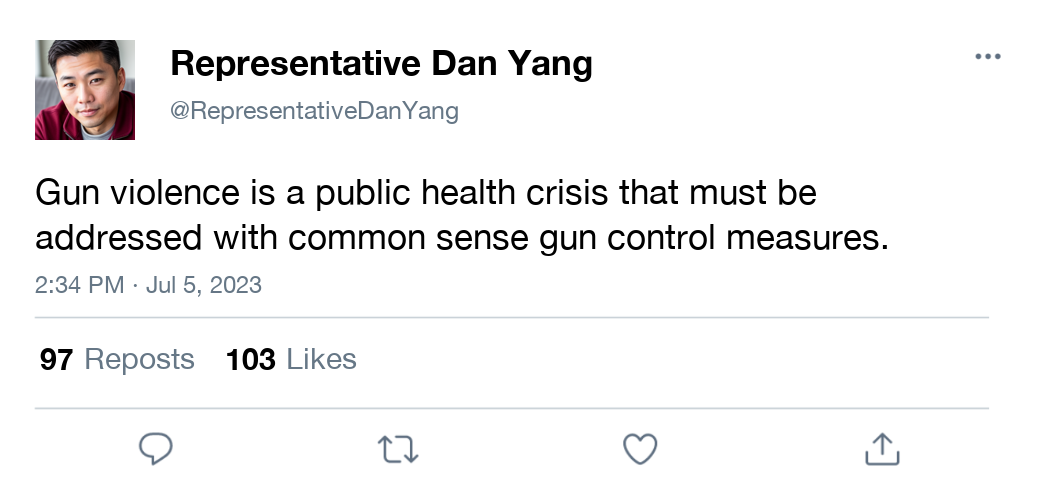 Representative Dan Yang
@RepresentativeDanYang
Gun violence is a public health crisis that must be
addressed with common sense gun control measures.
2:34 PM · Jul 5, 2023
97 Reposts 103 Likes